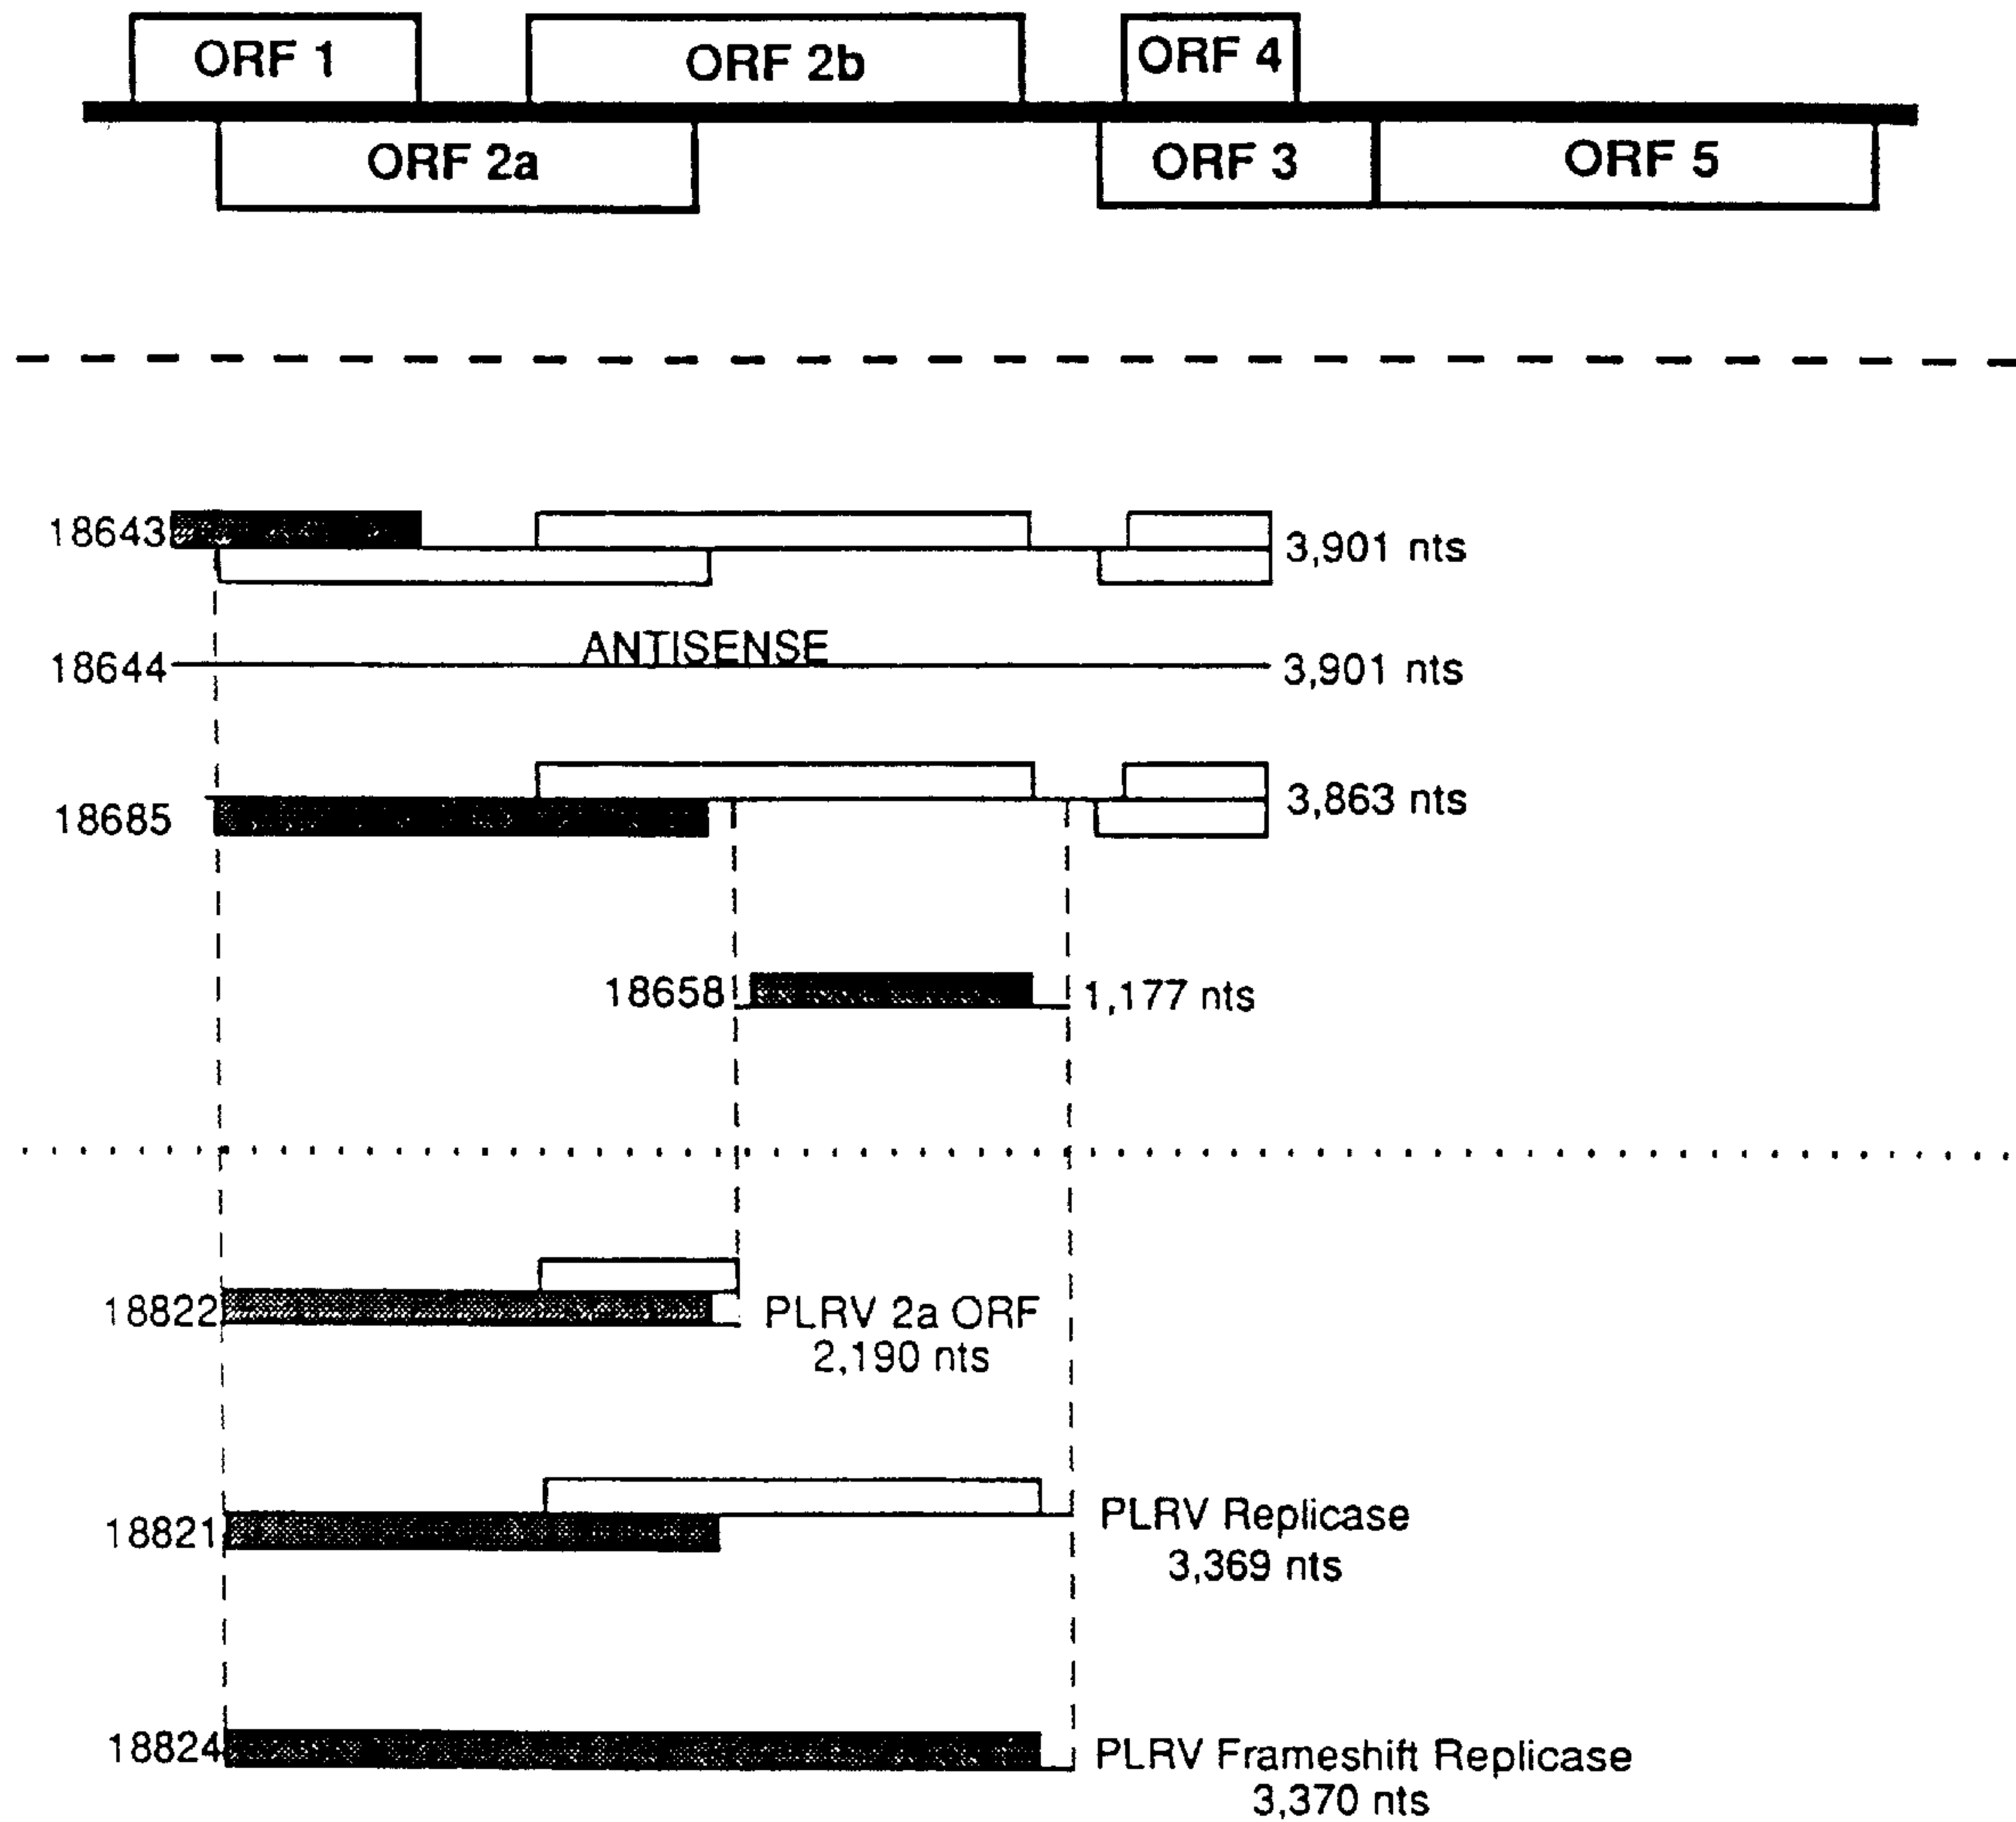 ORF 1
ORF 2b
ORF 4
ORF 2a
ORF 3
ORF 5
18643
3,901 nts
ANTISENSE
18644
3,901 nts
18685
3,863 nts
18658
1,177 nts
18822
PLRV 2a ORF
2,190 nts
18821
PLRV Replicase
3,369 nts
18824
PLRV Frameshift Replicase
3,370 nts